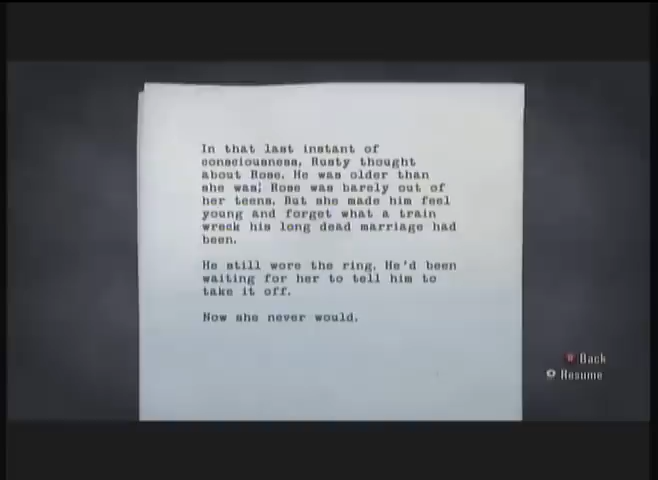 In that last instant of
consciousness, Rusty thought
about Rose. He was older than
she was; Rose was barely out of
her teens. But she made him feel
young and forget what a train
wreck his long dead marriage had
been.
He still wore the ring. He'd been
waiting for her to tell him to
take it off.
Now she never would.
Back
Resume